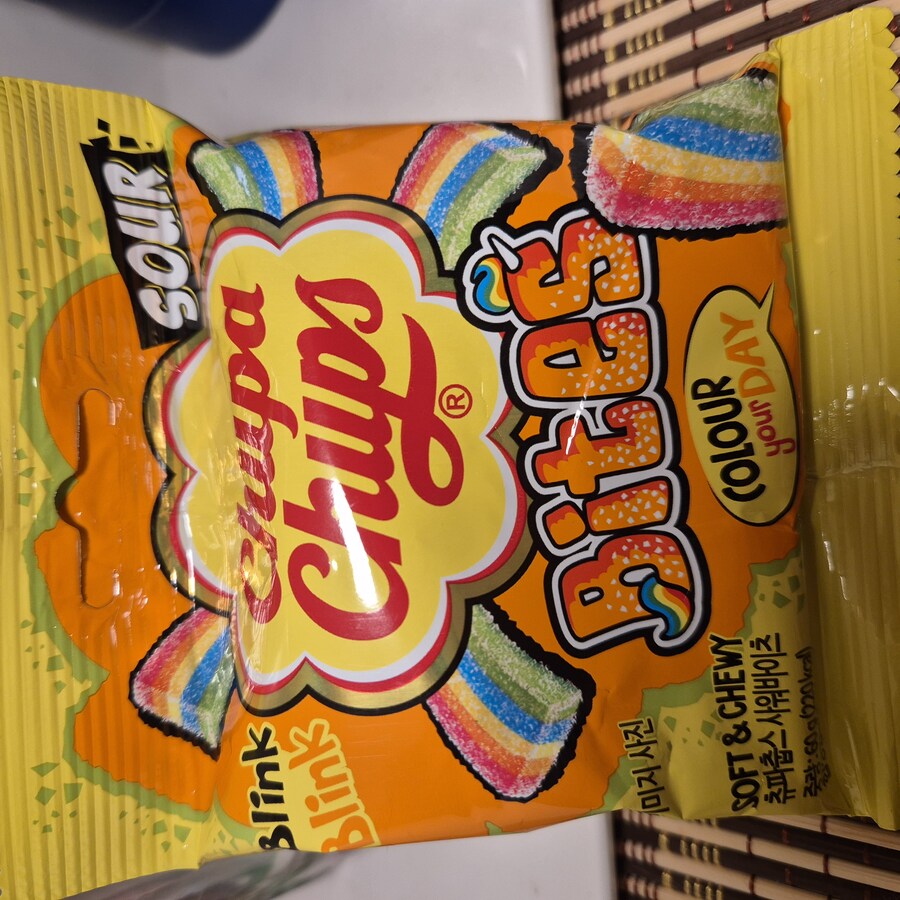 SOUR
Chupa
Chups
®
Blink
Blink
Bites
COLOUR
your DAY
이미지 사진
SOFT & CHEWY
츄파춥스 사워바이츠